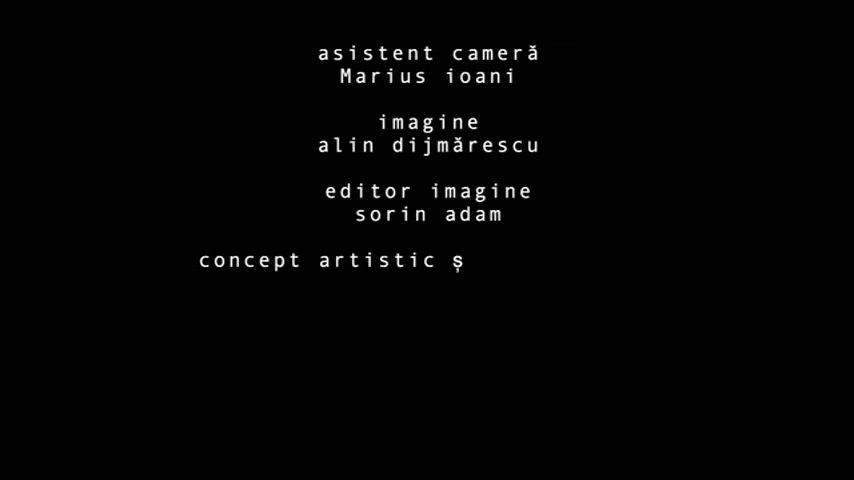 asistent cameră
Marius ioani
imagine
alin dijmărescu
editor imagine
sorin adam
concept artistic ș